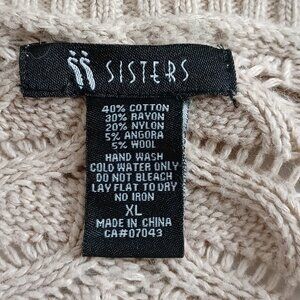 SISTERS
40% COTTON
30% RAYON
20% NYLON
5% ANGORA
5% WOOL
HAND WASH
COLD WATER ONLY
DO NOT BLEACH
LAY FLAT TO DRY
NO IRON
XL
MADE IN CHINA
CA#07043